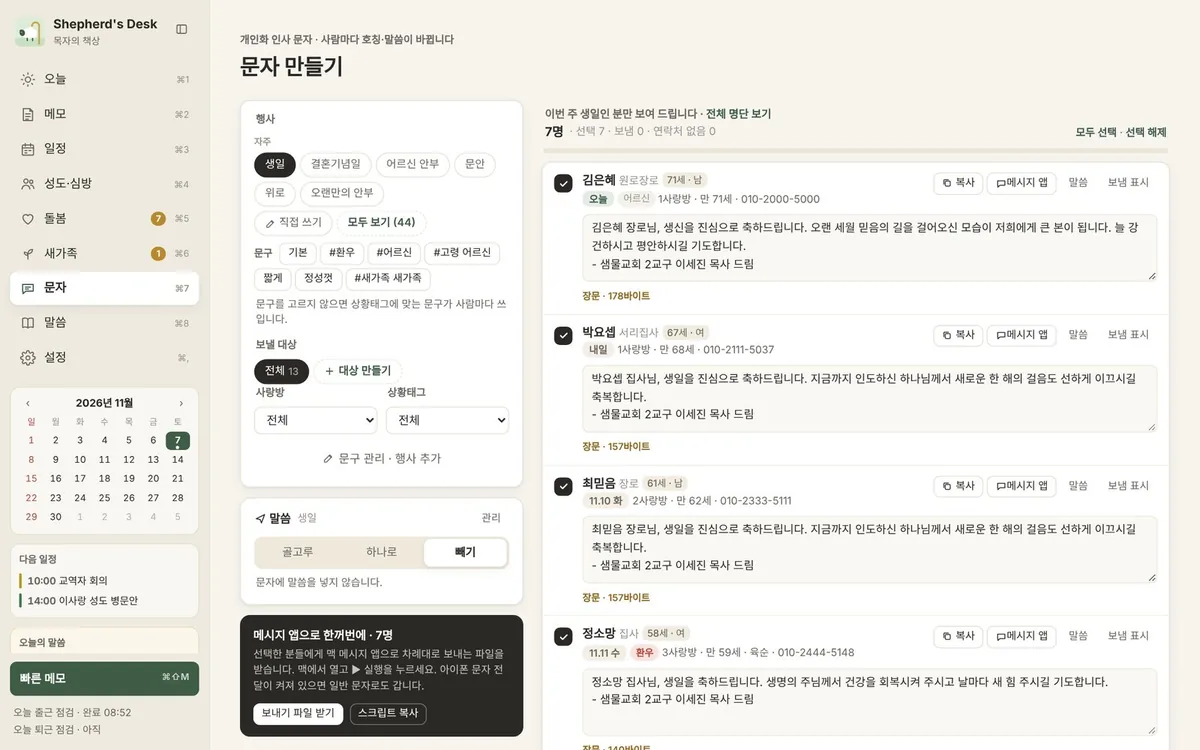 Shepherd's Desk
목자의 책상
오늘 ⌘1
메모 ⌘2
일정 ⌘3
성도·심방 ⌘4
돌봄 7 ⌘5
새가족 1 ⌘6
문자 ⌘7
말씀 ⌘8
설정 ⌘,
‹ 2026년 11월 ›
일 월 화 수 목 금 토
1 2 3 4 5 6 7
8 9 10 11 12 13 14
15 16 17 18 19 20 21
22 23 24 25 26 27 28
29 30 1 2 3 4 5
다음 일정
10:00 교역자 회의
14:00 이사랑 성도 병문안
오늘의 말씀
빠른 메모 ⌘⇧M
오늘 출근 점검 · 완료 08:52
오늘 퇴근 점검 · 아직
개인화 인사 문자 · 사람마다 호칭·말씀이 바뀝니다
문자 만들기
행사
자주
생일 결혼기념일 어르신 안부 문안
위로 오랜만의 안부
직접 쓰기 모두 보기 (44)
문구 기본 #환우 #어르신 #고령 어르신
짧게 정성껏 #새가족 새가족
문구를 고르지 않으면 상황태그에 맞는 문구가 사람마다 쓰
입니다.
보낼 대상
전체 13 + 대상 만들기
사랑방 상황태그
전체 전체
문구 관리 · 행사 추가
말씀 생일 관리
골고루 하나로 빼기
문자에 말씀을 넣지 않습니다.
메시지 앱으로 한꺼번에 · 7명
선택한 분들에게 맥 메시지 앱으로 차례대로 보내는 파일을
받습니다. 맥에서 열고 ▶ 실행을 누르세요. 아이폰 문자 전
달이 켜져 있으면 일반 문자로도 갑니다.
보내기 파일 받기 스크립트 복사
이번 주 생일인 분만 보여 드립니다 · 전체 명단 보기
7명 · 선택 7 · 보냄 0 · 연락처 없음 0 모두 선택 · 선택 해제
김은혜 원로장로 71세 · 남 복사 메시지 앱 말씀 보냄 표시
오늘 어르신 1사랑방 · 만 71세 · 010-2000-5000
김은혜 장로님, 생신을 진심으로 축하드립니다. 오랜 세월 믿음의 길을 걸어오신 모습이 저희에게 큰 본이 됩니다. 늘 강
건하시고 평안하시길 기도합니다.
- 샘물교회 2교구 이세진 목사 드림
장문 · 178바이트
박요셉 서리집사 67세 · 여 복사 메시지 앱 말씀 보냄 표시
내일 1사랑방 · 만 68세 · 010-2111-5037
박요셉 집사님, 생일을 진심으로 축하드립니다. 지금까지 인도하신 하나님께서 새로운 한 해의 걸음도 선하게 이끄시길
축복합니다.
- 샘물교회 2교구 이세진 목사 드림
장문 · 157바이트
최믿음 장로 61세 · 남 복사 메시지 앱 말씀 보냄 표시
11.10 화 2사랑방 · 만 62세 · 010-2333-5111
최믿음 장로님, 생일을 진심으로 축하드립니다. 지금까지 인도하신 하나님께서 새로운 한 해의 걸음도 선하게 이끄시길
축복합니다.
- 샘물교회 2교구 이세진 목사 드림
장문 · 157바이트
정소망 집사 58세 · 여 복사 메시지 앱 말씀 보냄 표시
11.11 수 환우 3사랑방 · 만 59세 · 육순 · 010-2444-5148
정소망 집사님, 생일을 축하드립니다. 생명의 주님께서 건강을 회복시켜 주시고 날마다 새 힘 주시길 기도합니다.
- 샘물교회 2교구 이세진 목사 드림
장문 · 140바이트